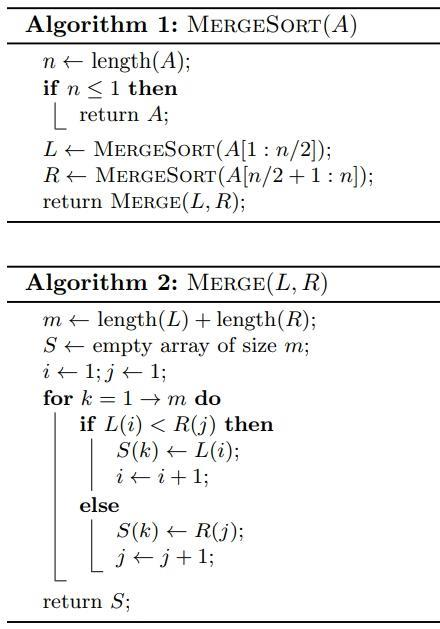 Algorithm 1: MERGESORT(A)
n ← length(A);
if n ≤ 1 then
return A;
L ← MERGESORT(A[1 : n/2]);
R ← MERGESORT(A[n/2 + 1 : n]);
return MERGE(L, R);
Algorithm 2: MERGE(L, R)
m ← length(L) + length(R);
S ← empty array of size m;
i ← 1; j ← 1;
for k = 1 → m do
if L(i) < R(j) then
S(k) ← L(i);
i ← i + 1;
else
S(k) ← R(j);
j ← j + 1;
return S;